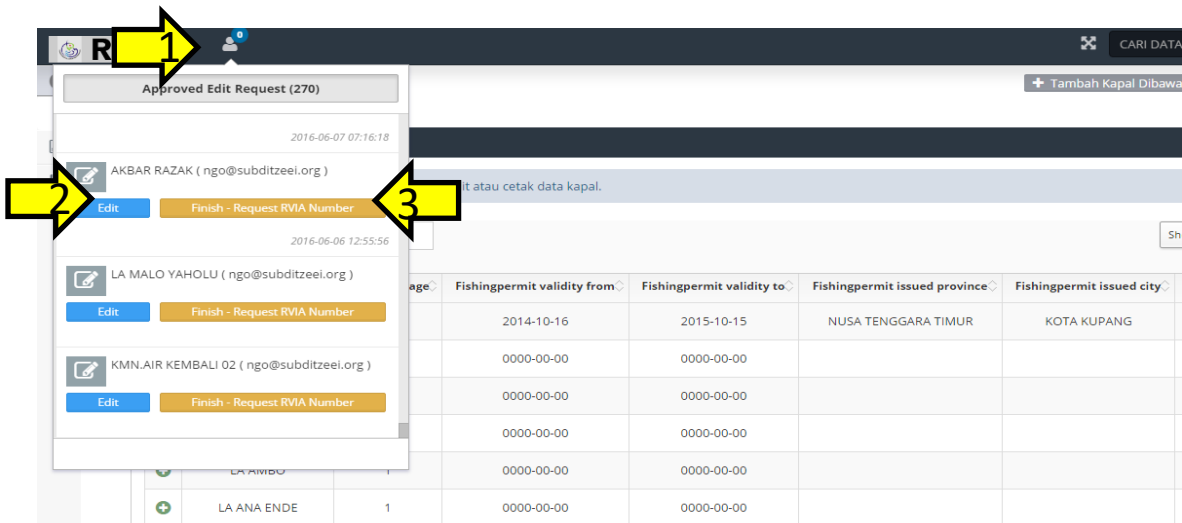 R
1
0
CARI DATA
Approved Edit Request (270)
+ Tambah Kapal Dibawa
2016-06-07 07:16:18
AKBAR RAZAK ( ngo@subditzeei.org )
2
Edit
Finish - Request RVIA Number
3
it atau cetak data kapal.
2016-06-06 12:55:56
Sh
LA MALO YAHOLU ( ngo@subditzeei.org )
Edit
Finish - Request RVIA Number
KMN.AIR KEMBALI 02 ( ngo@subditzeei.org )
Edit
Finish - Request RVIA Number
age Fishingpermit validity from Fishingpermit validity to Fishingpermit issued province Fishingpermit issued city
2014-10-16 2015-10-15 NUSA TENGGARA TIMUR KOTA KUPANG
0000-00-00 0000-00-00
0000-00-00 0000-00-00
0000-00-00 0000-00-00
LA AMBO 1 0000-00-00 0000-00-00
LA ANA ENDE 1 0000-00-00 0000-00-00